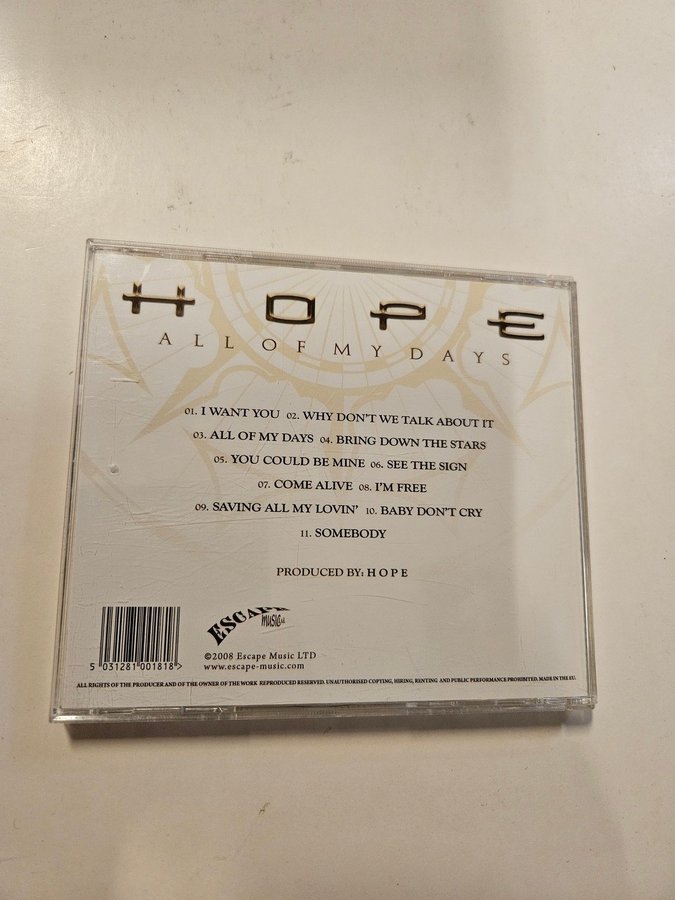 HOPE
ALL OF MY DAYS
01. I WANT YOU 02. WHY DON'T WE TALK ABOUT IT
03. ALL OF MY DAYS 04. BRING DOWN THE STARS
05. YOU COULD BE MINE 06. SEE THE SIGN
07. COME ALIVE 08. I'M FREE
09. SAVING ALL MY LOVIN' 10. BABY DON'T CRY
11. SOMEBODY
PRODUCED BY: H O P E
ESCAPE
music
©2008 Escape Music LTD
www.escape-music.com
5 031281 001818 >
ALL RIGHTS OF THE PRODUCER AND OF THE OWNER OF THE WORK REPRODUCED RESERVED. UNAUTHORISED COPTING, HIRING, RENTING AND PUBLIC PERFORMANCE PROHIBITED. MADE IN THE EU.